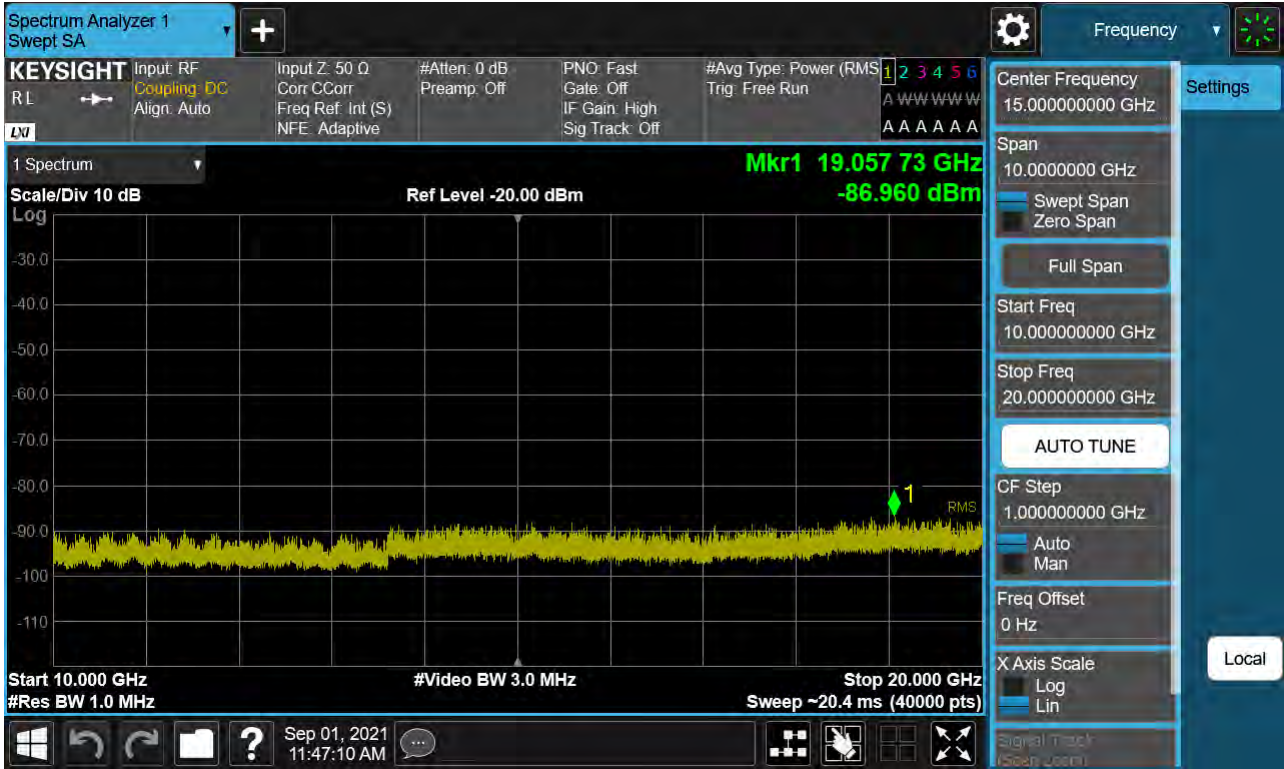 Spectrum Analyzer 1
Swept SA
+
Frequency
KEYSIGHT
R L
LXI
Input: RF
Coupling: DC
Align: Auto
Input Z: 50 Ω
Corr CCorr
Freq Ref: Int (S)
NFE: Adaptive
#Atten: 0 dB
Preamp: Off
PNO: Fast
Gate: Off
IF Gain: High
Sig Track: Off
#Avg Type: Power (RMS
Trig: Free Run
1 2 3 4 5 6
A W W W W W
A A A A A A
1 Spectrum
Scale/Div 10 dB
Log
Ref Level -20.00 dBm
Mkr1 19.057 73 GHz
-86.960 dBm
-30.0
-40.0
-50.0
-60.0
-70.0
-80.0
-90.0
-100
-110
1
RMS
Start 10.000 GHz
#Res BW 1.0 MHz
#Video BW 3.0 MHz
Stop 20.000 GHz
Sweep ~20.4 ms (40000 pts)
Center Frequency
15.000000000 GHz
Span
10.0000000 GHz
Swept Span
Zero Span
Full Span
Start Freq
10.000000000 GHz
Stop Freq
20.000000000 GHz
AUTO TUNE
CF Step
1.000000000 GHz
Auto
Man
Freq Offset
0 Hz
X Axis Scale
Log
Lin
Signal Track
(Span Zoom)
Settings
Local
?
Sep 01, 2021
11:47:10 AM